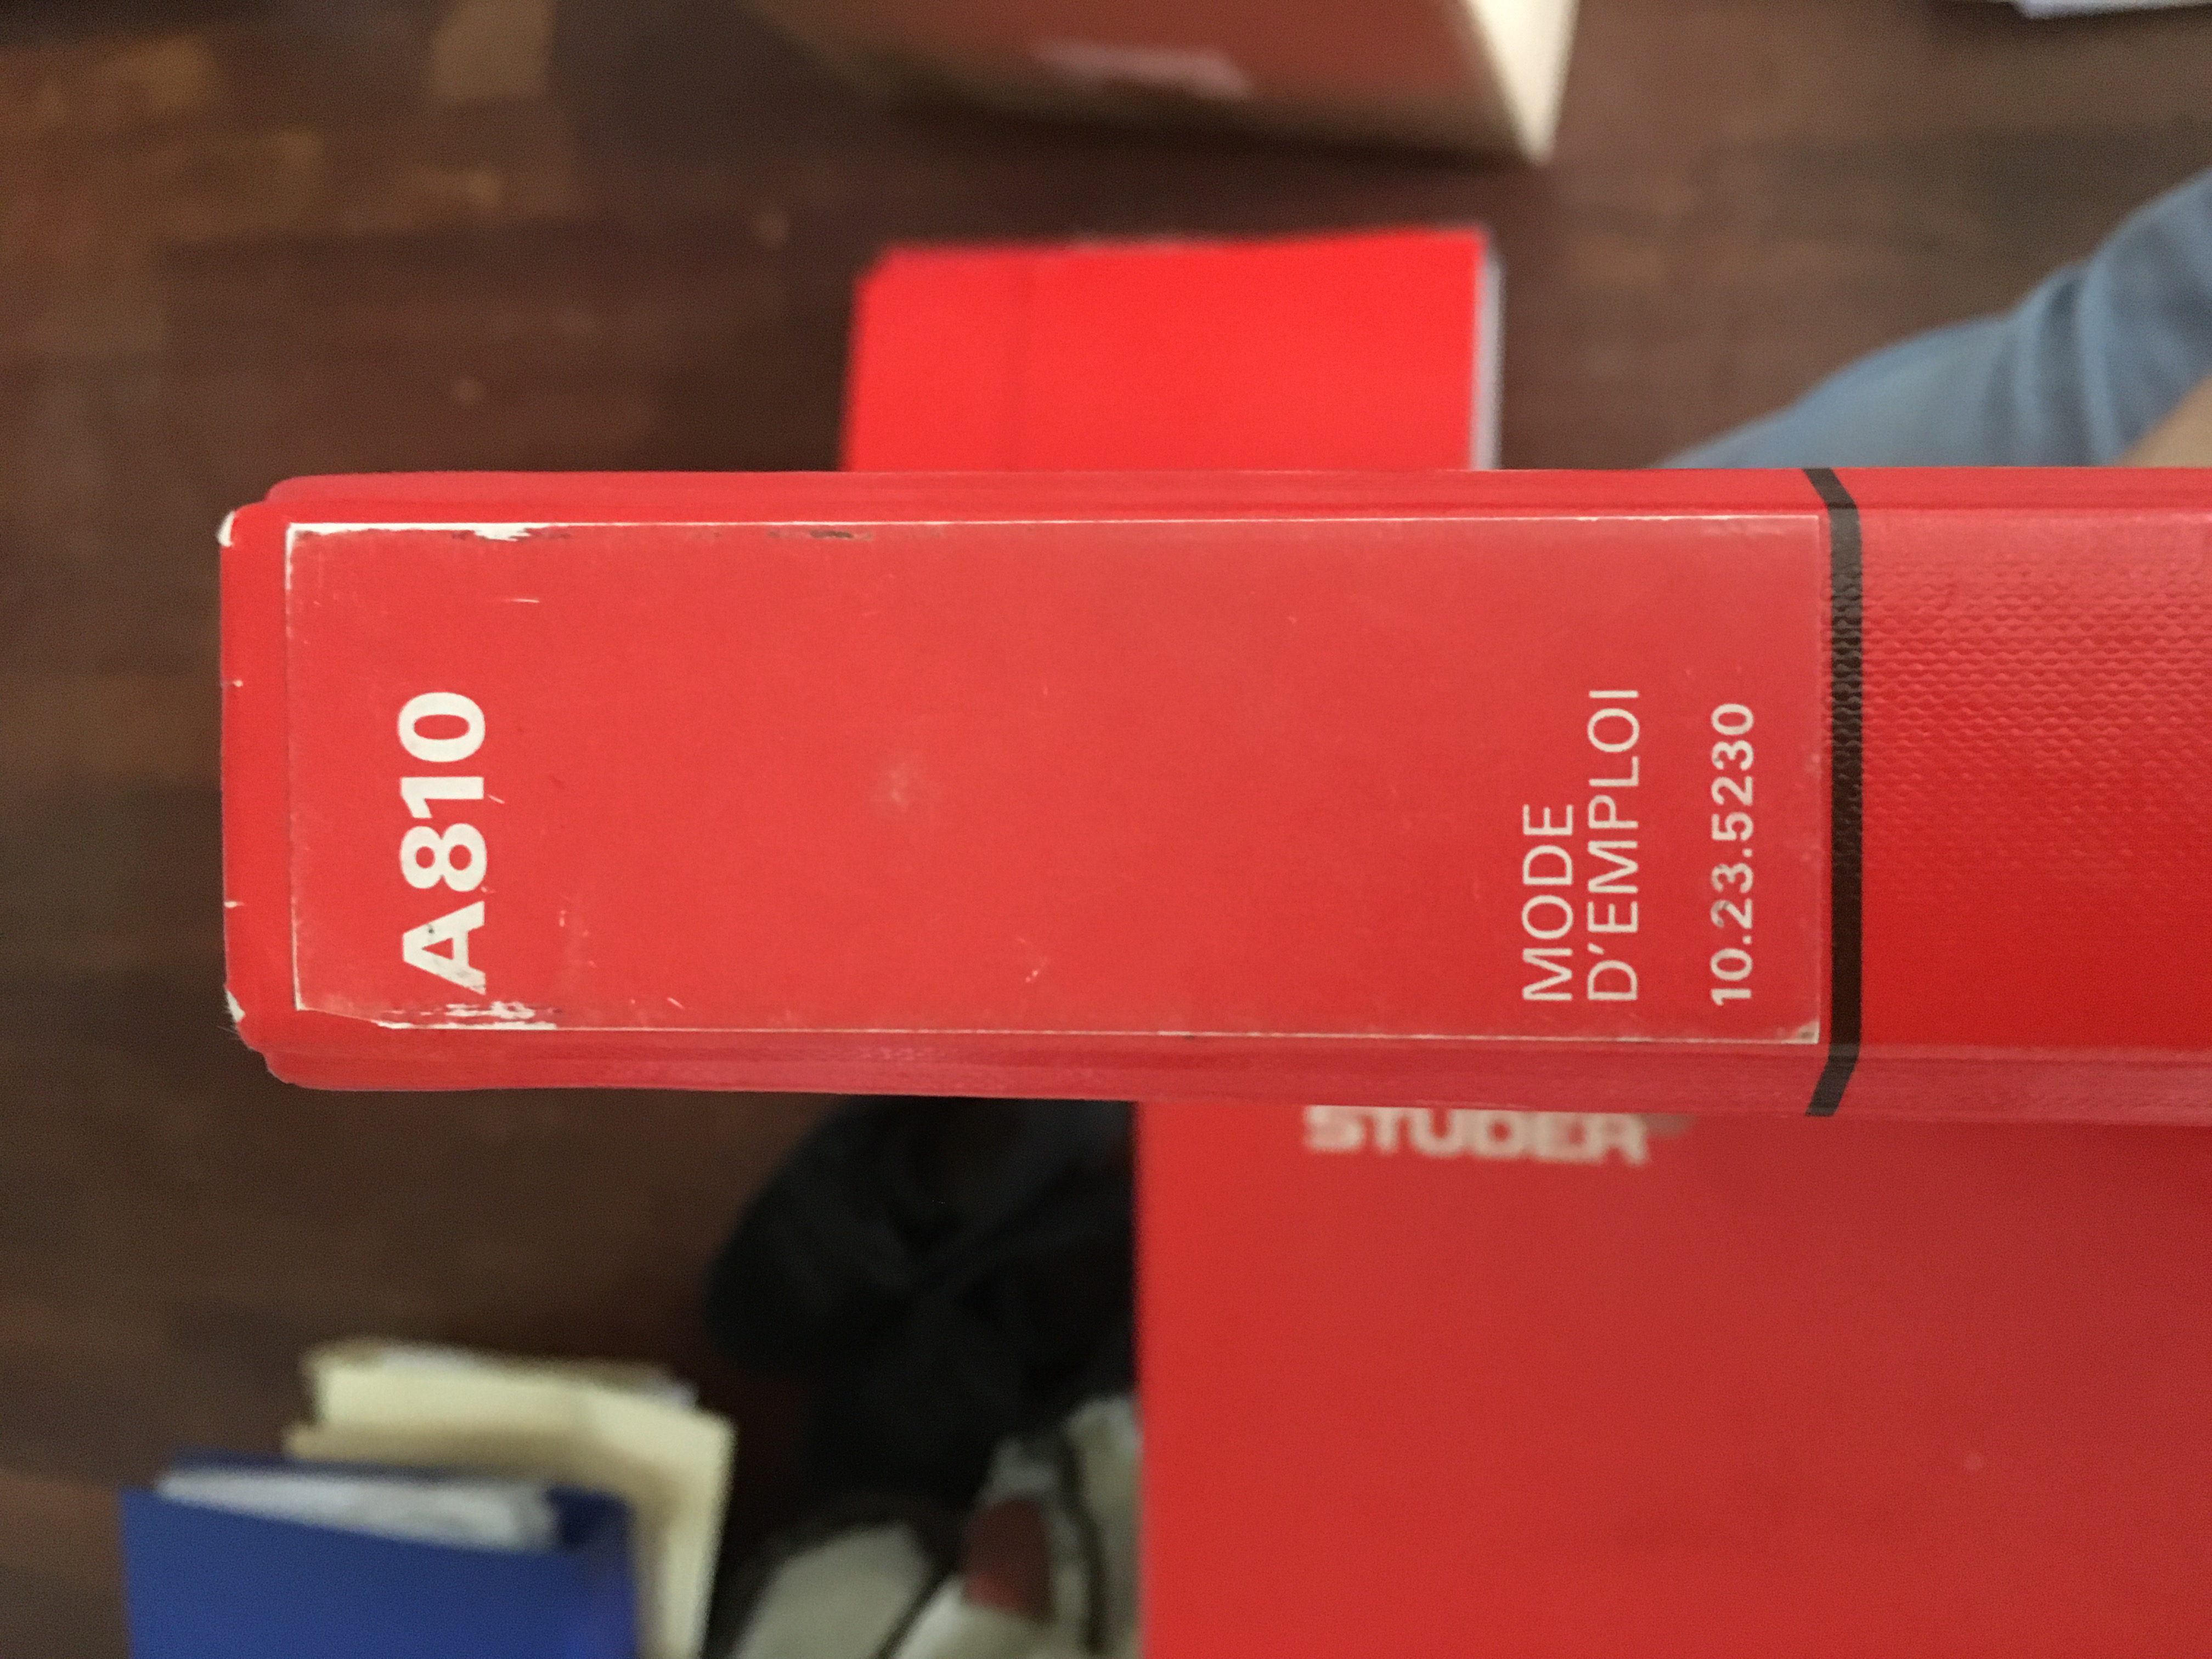 A810
MODE
D'EMPLOI
10.23.5230
STUDER